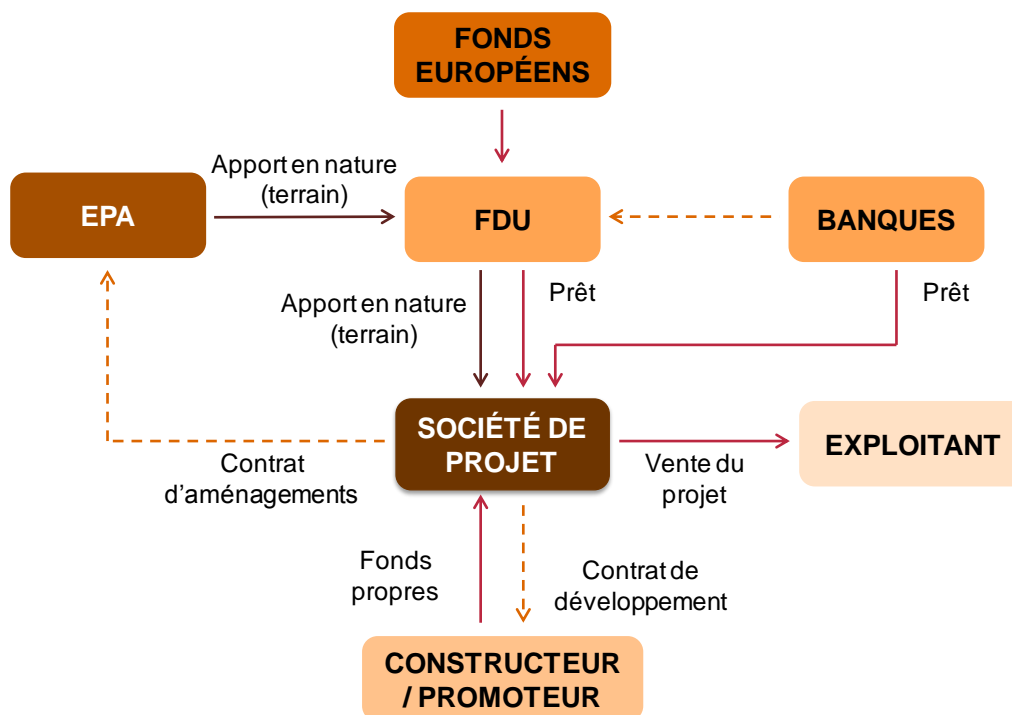 FONDS
EUROPÉENS
Apport en nature
(terrain)
EPA
FDU
BANQUES
Apport en nature
(terrain)
Prêt
Prêt
SOCIÉTÉ DE
PROJET
EXPLOITANT
Contrat
d'aménagements
Vente du
projet
Fonds
propres
Contrat de
développement
CONSTRUCTEUR
/ PROMOTEUR